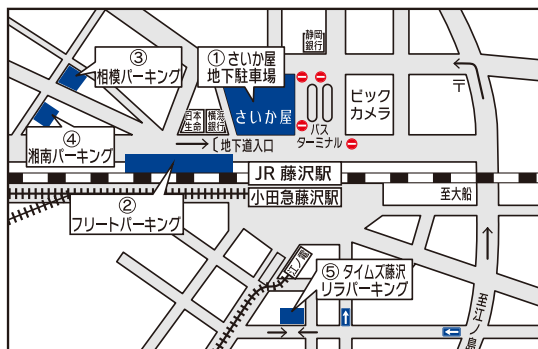 静岡
銀行
③
相模パーキング
① さいか屋
地下駐車場
さいか屋
ビック
カメラ
〒
日本
生命
横浜
銀行
バス
ターミナル
④
湘南パーキング
→〔地下道入口
JR 藤沢駅
小田急藤沢駅
至大船
②
フリートパーキング
江ノ電
⑤ タイムズ藤沢
リラパーキング
至江ノ島